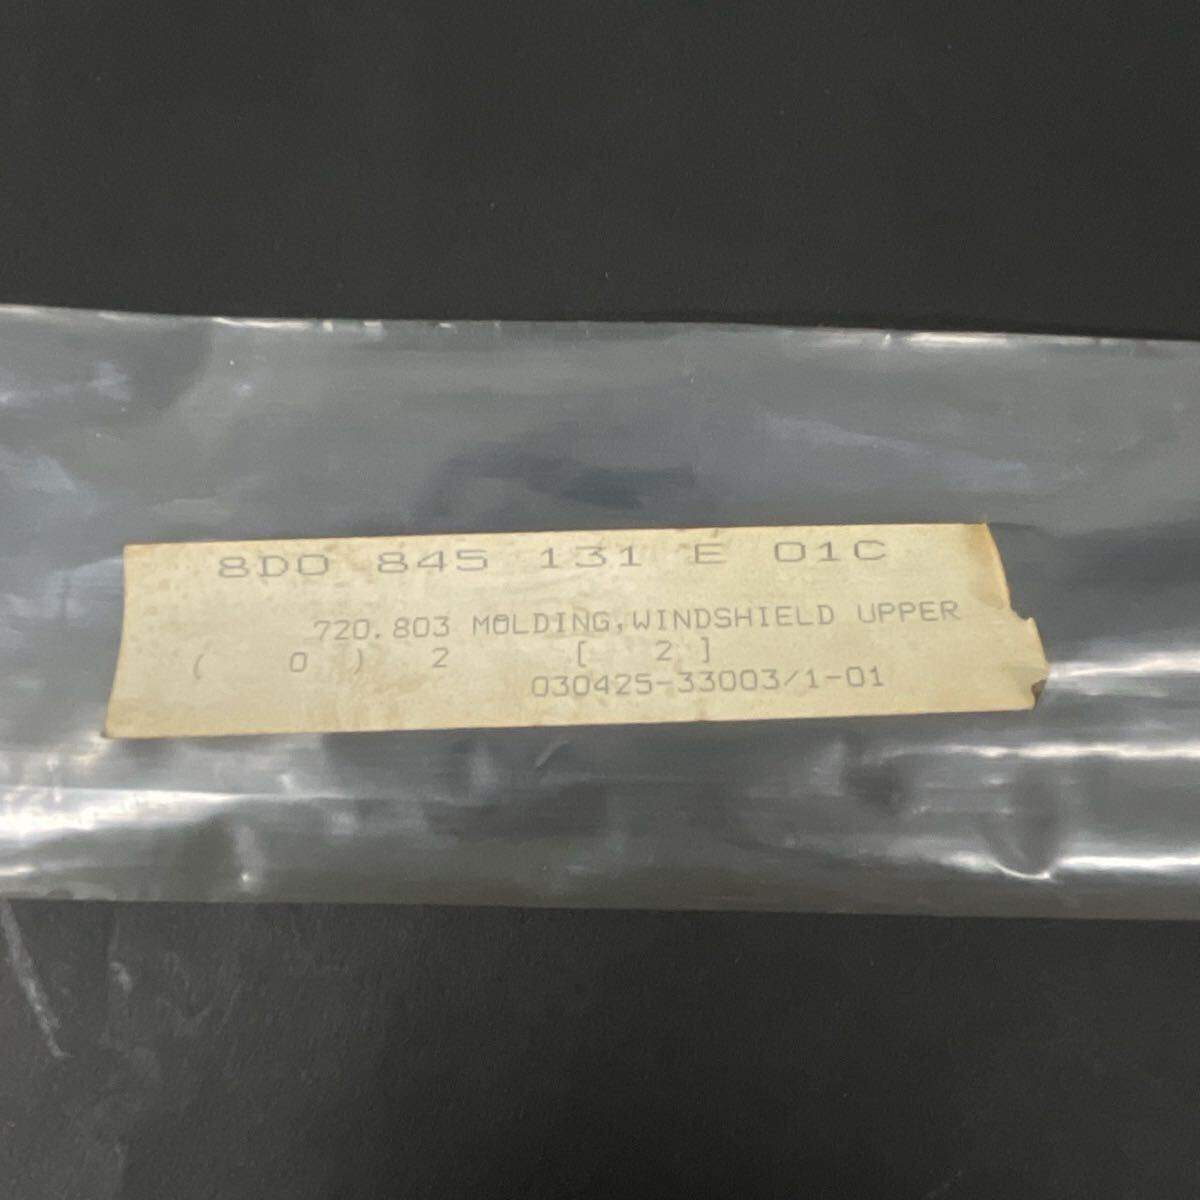 8D0 845 131 E 01C
720.803 MOLDING,WINDSHIELD UPPER
( 0 ) 2 [ 2 ]
030425-33003/1-01